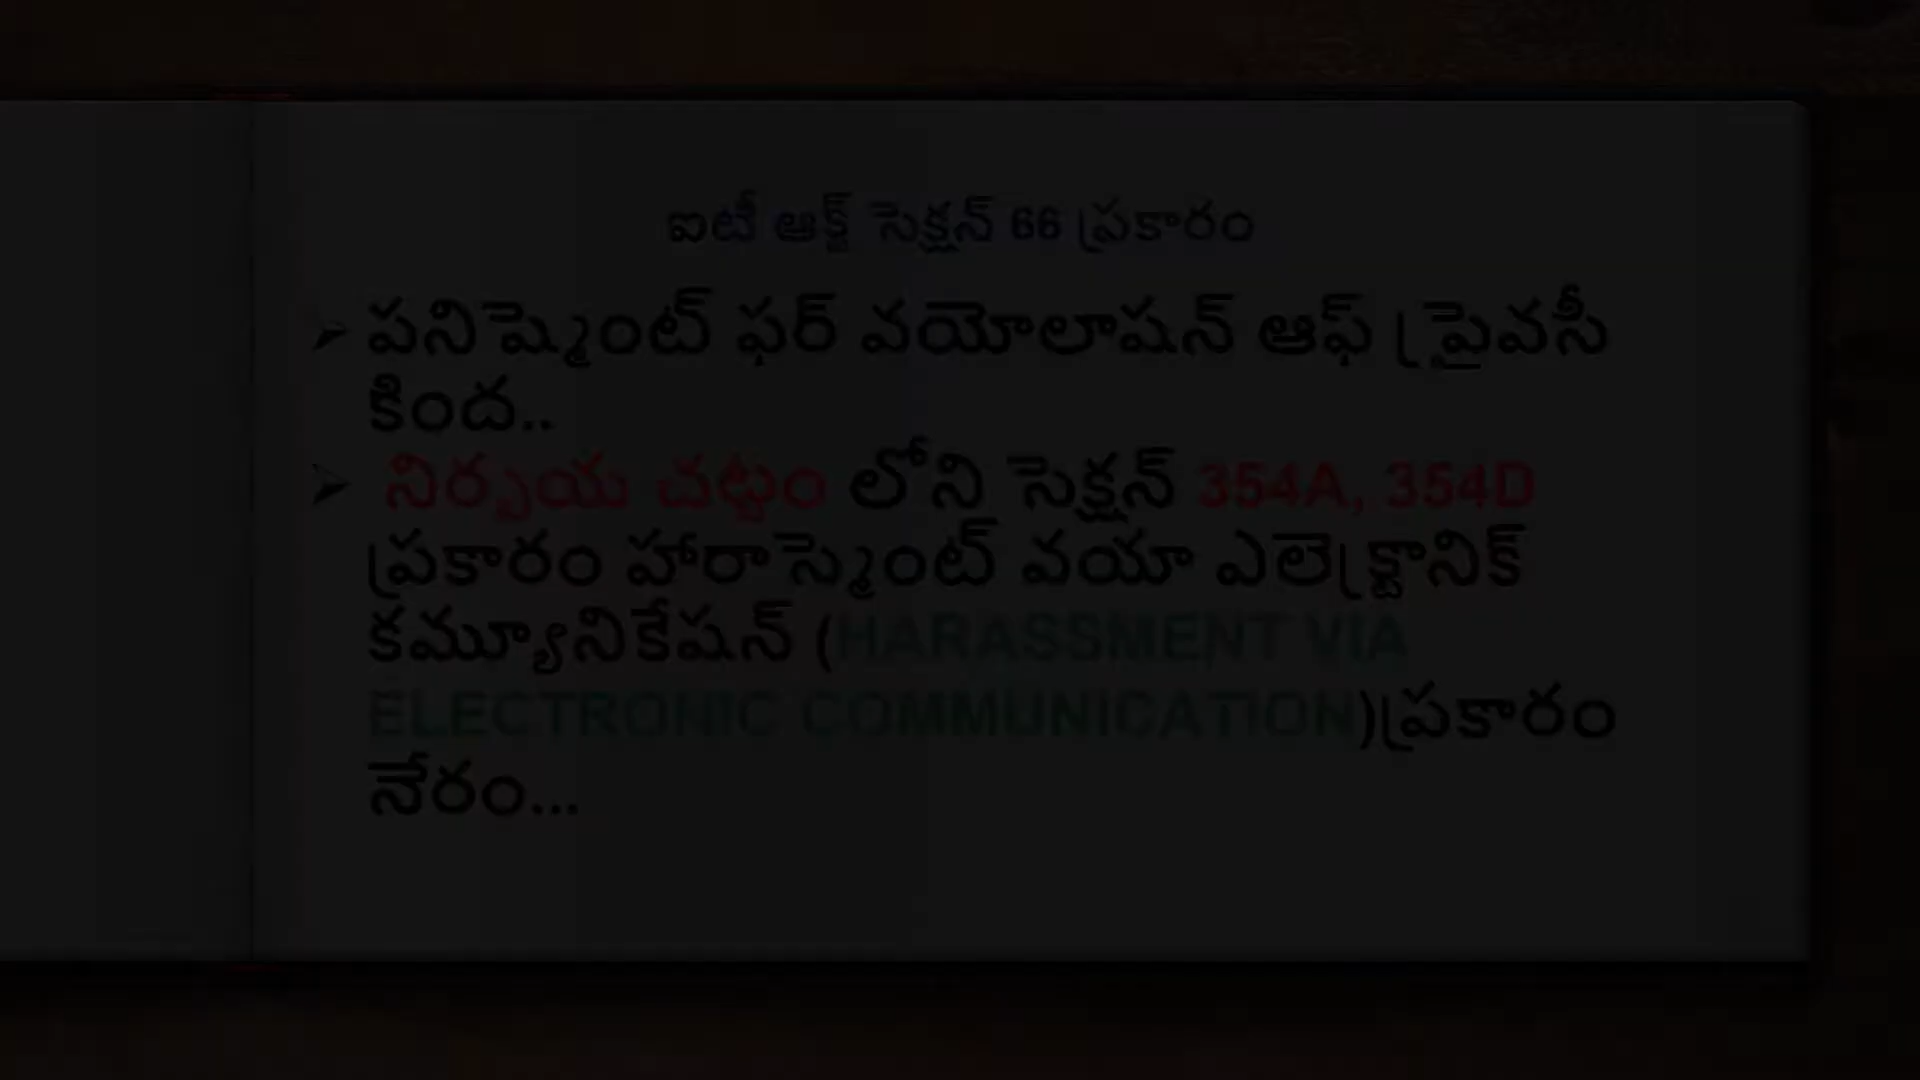 ఐటీ ఆక్ట్ సెక్షన్ 66 ప్రకారం
పనిష్మెంట్ ఫర్ వయోలాషన్ ఆఫ్ ప్రైవసీ
కింద..
నిర్భయ చట్టం లోని సెక్షన్ 354A, 354D
ప్రకారం హారాస్మెంట్ వయా ఎలెక్ట్రానిక్
కమ్యూనికేషన్ (HARASSMENT VIA
ELECTRONIC COMMUNICATION)ప్రకారం
నేరం...